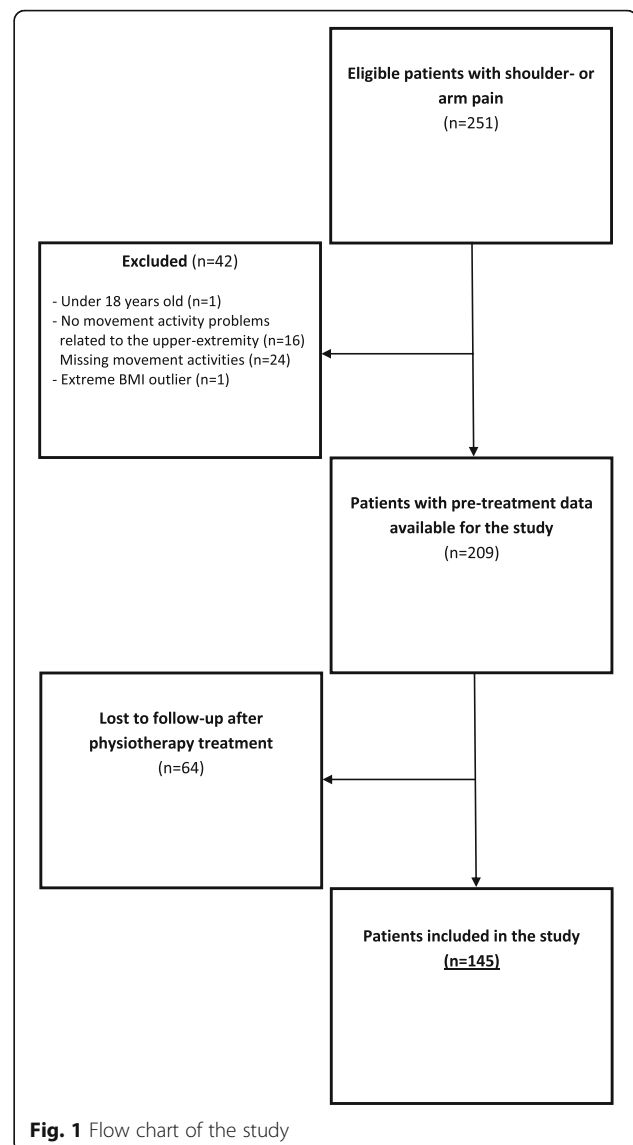 Eligible patients with shoulder- or
arm pain
(n=251)
Excluded (n=42)
- Under 18 years old (n=1)
- No movement activity problems
related to the upper-extremity (n=16)
Missing movement activities (n=24)
- Extreme BMI outlier (n=1)
Patients with pre-treatment data
available for the study
(n=209)
Lost to follow-up after
physiotherapy treatment
(n=64)
Patients included in the study
(n=145)
Fig. 1 Flow chart of the study